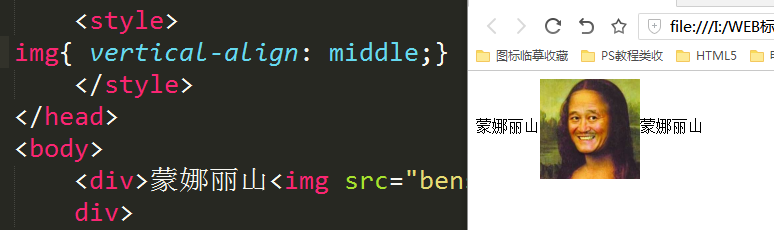 <style>
img{ vertical-align: middle;}
</style>
</head>
<body>
<div>蒙娜丽山<img src="ben
div>
file:///I:/WEB标
图标临摹收藏 PS教程类收 HTML5
蒙娜丽山 蒙娜丽山